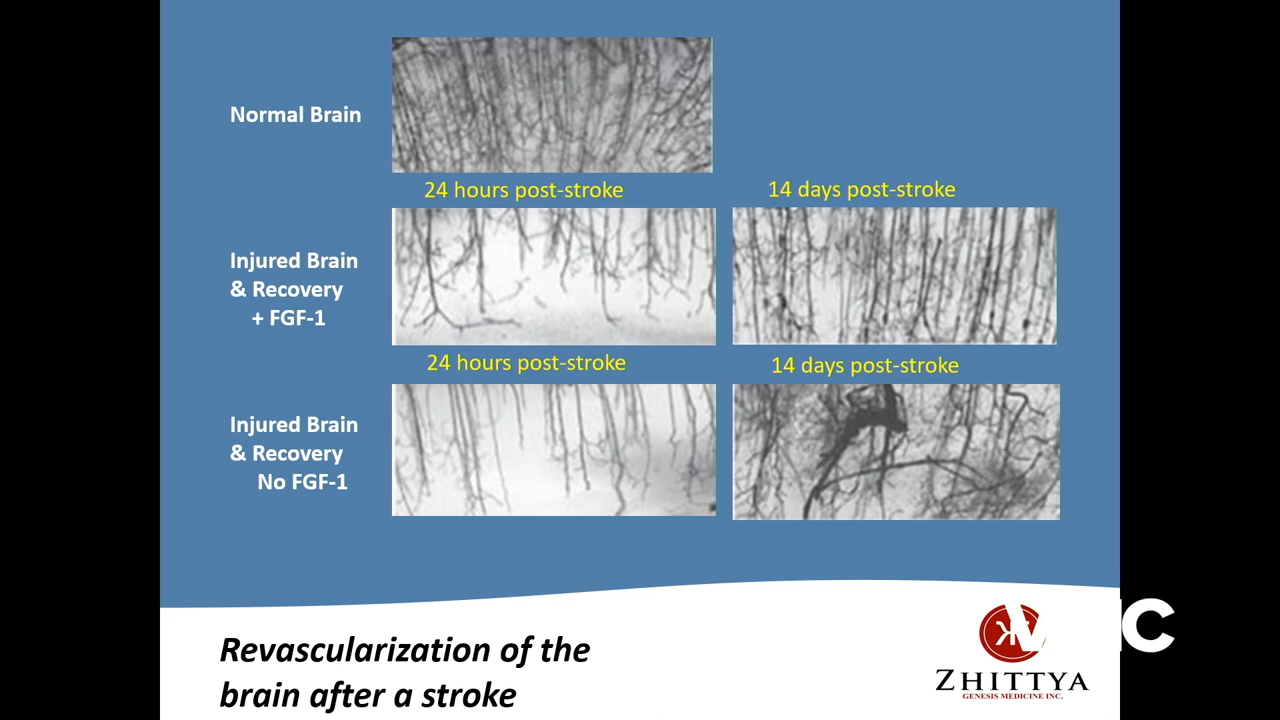 Normal Brain
24 hours post-stroke
14 days post-stroke
Injured Brain
& Recovery
+ FGF-1
24 hours post-stroke
14 days post-stroke
Injured Brain
& Recovery
No FGF-1
Revascularization of the
brain after a stroke
ZHITTYA
GENESIS MEDICINE INC.